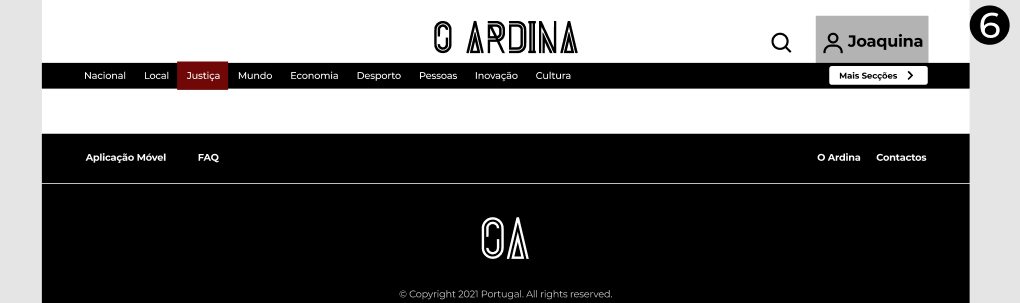 6
O ARDINA
Joaquina
Nacional Local Justiça Mundo Economia Desporto Pessoas Inovação Cultura Mais Secções
Aplicação Móvel FAQ O Ardina Contactos
OA
© Copyright 2021 Portugal. All rights reserved.